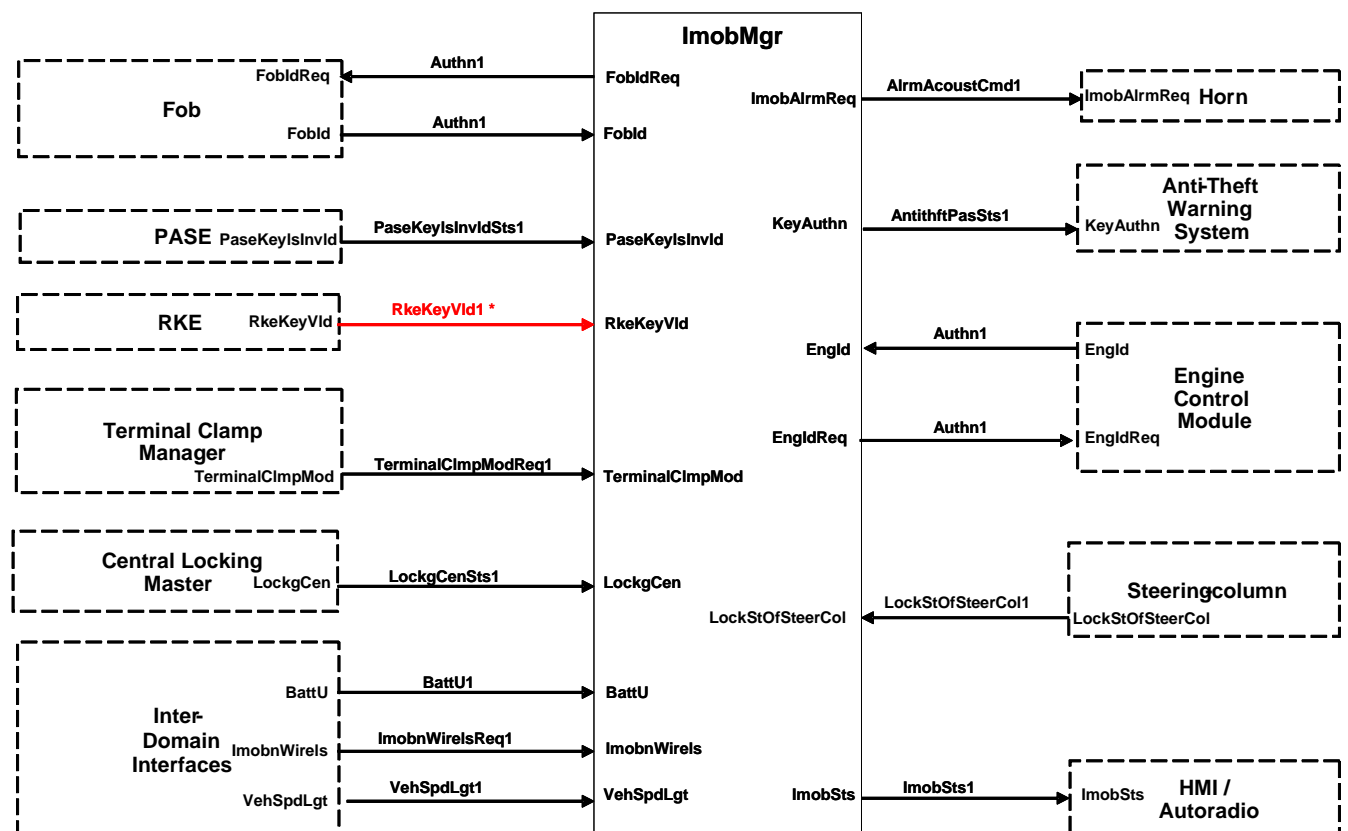 ImobMgr
FobIdReq
Authn1
FobIdReq
Fob
FobId
Authn1
FobId
PASE
PaseKeyIsInvld
PaseKeyIsInvldSts1
PaseKeyIsInvld
RKE
RkeKeyVld
RkeKeyVld1 *
RkeKeyVld
Terminal Clamp
Manager
TerminalClmpMod
TerminalClmpModReq1
TerminalClmpMod
Central Locking
Master
LockgCen
LockgCenSts1
LockgCen
Inter-
Domain
Interfaces
BattU
BattU1
BattU
ImobnWirels
ImobnWirelsReq1
ImobnWirels
VehSpdLgt
VehSpdLgt1
VehSpdLgt
ImobAlrmReq
AlrmAcoustCmd1
ImobAlrmReq
Horn
KeyAuthn
AntithftPasSts1
KeyAuthn
Anti-Theft
Warning
System
EngId
Authn1
EngId
Engine
Control
Module
EngIdReq
Authn1
EngIdReq
LockStOfSteerCol
LockStOfSteerCol1
Steering-column
LockStOfSteerCol
ImobSts
ImobSts1
ImobSts
HMI /
Autoradio